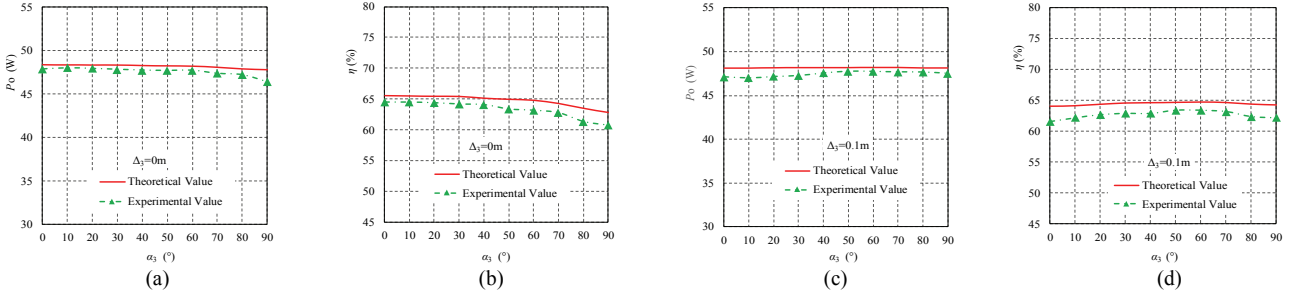 55
50
45
40
35
30
P_O (W)
Δ₃=0m
Theoretical Value
Experimental Value
0 10 20 30 40 50 60 70 80 90
α₃ (°)
(a)
80
75
70
65
60
55
50
45
η (%)
Δ₃=0m
Theoretical Value
Experimental Value
0 10 20 30 40 50 60 70 80 90
α₃ (°)
(b)
55
50
45
40
35
30
P_O (W)
Δ₃=0.1m
Theoretical Value
Experimental Value
0 10 20 30 40 50 60 70 80 90
α₃ (°)
(c)
80
75
70
65
60
55
50
45
η (%)
Δ₃=0.1m
Theoretical Value
Experimental Value
0 10 20 30 40 50 60 70 80 90
α₃ (°)
(d)